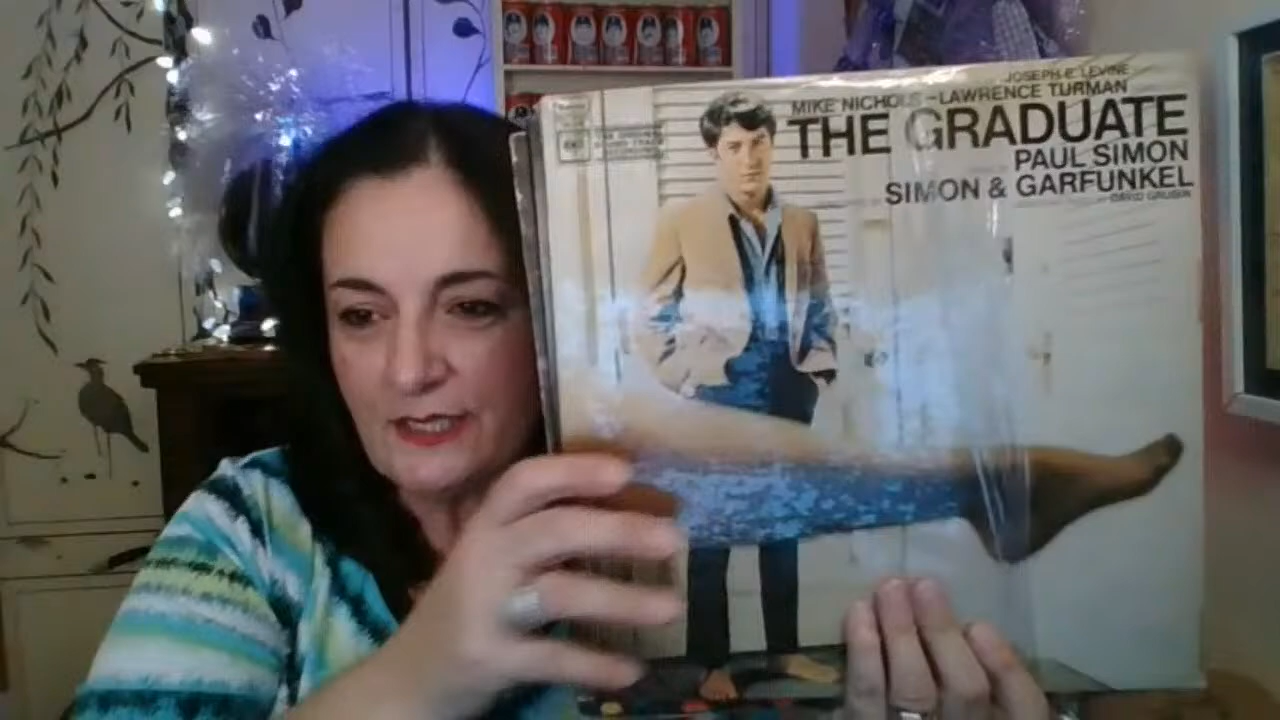 JOSEPH E. LEVINE
MIKE NICHOLS–LAWRENCE TURMAN
THE GRADUATE
PAUL SIMON
SIMON & GARFUNKEL
DAVID GRUSIN